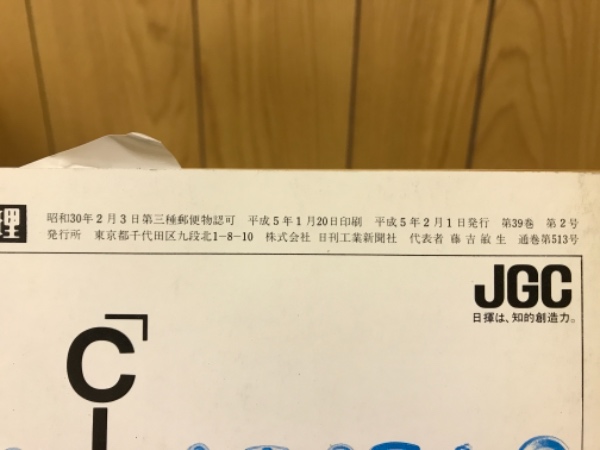 理
昭和30年2月3日第三種郵便物認可 平成5年1月20日印刷 平成5年2月1日発行 第39巻 第2号
発行所 東京都千代田区九段北1-8-10 株式会社 日刊工業新聞社 代表者 藤吉敏生 通巻第513号
JGC
日揮は、知的創造力。
C